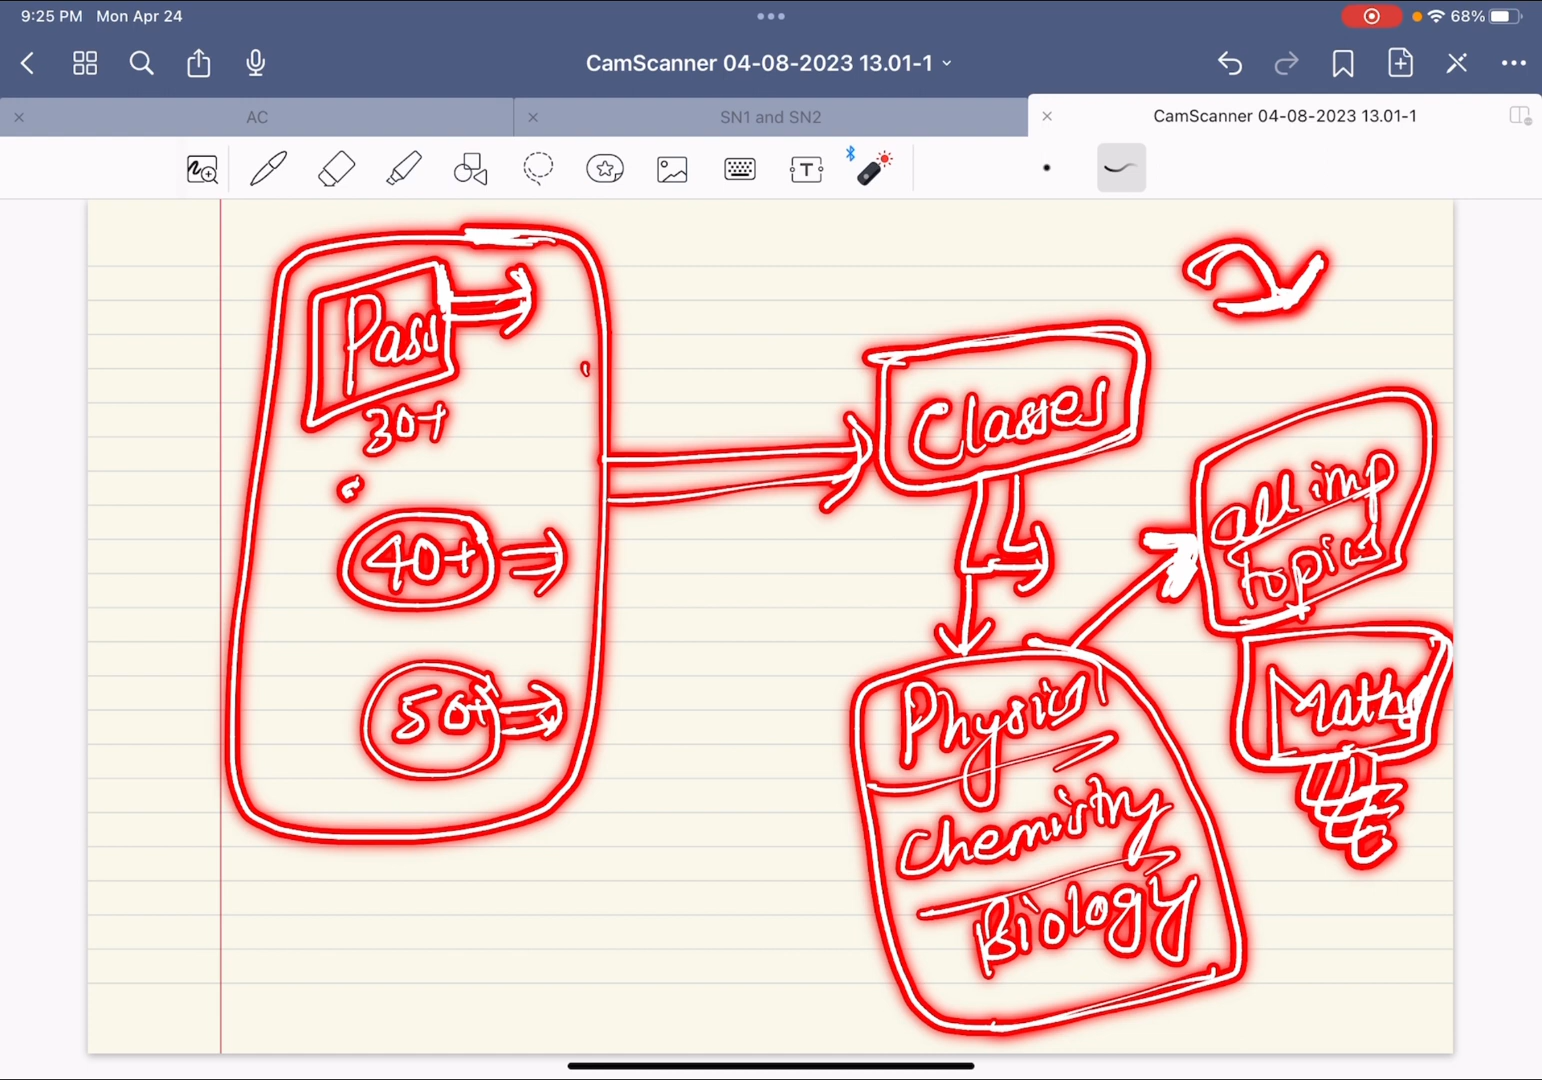 9:25 PM Mon Apr 24
68%
CamScanner 04-08-2023 13.01-1
AC
SN1 and SN2
CamScanner 04-08-2023 13.01-1
T
Pass
30+
40+
50+
Classes
all imp
topics
Maths
Physics
Chemistry
Biology